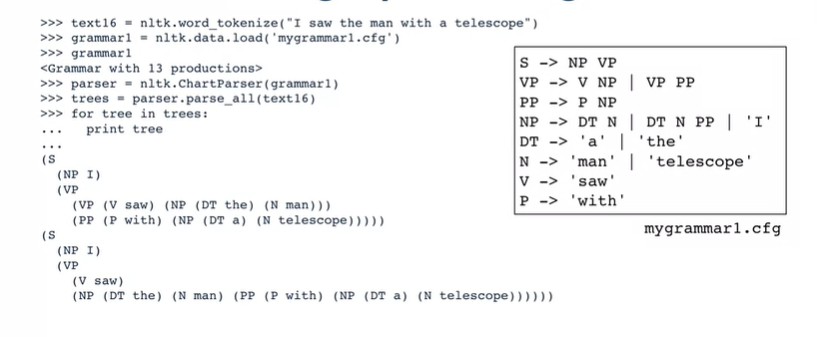 >>> text16 = nltk.word_tokenize("I saw the man with a telescope")
>>> grammar1 = nltk.data.load('mygrammar1.cfg')
>>> grammar1
<Grammar with 13 productions>
>>> parser = nltk.ChartParser(grammar1)
>>> trees = parser.parse_all(text16)
>>> for tree in trees:
...    print tree
...
(S
  (NP I)
  (VP
    (VP (V saw) (NP (DT the) (N man)))
    (PP (P with) (NP (DT a) (N telescope)))))
(S
  (NP I)
  (VP
    (V saw)
    (NP (DT the) (N man) (PP (P with) (NP (DT a) (N telescope))))))
S -> NP VP
VP -> V NP | VP PP
PP -> P NP
NP -> DT N | DT N PP | 'I'
DT -> 'a' | 'the'
N -> 'man' | 'telescope'
V -> 'saw'
P -> 'with'
mygrammar1.cfg